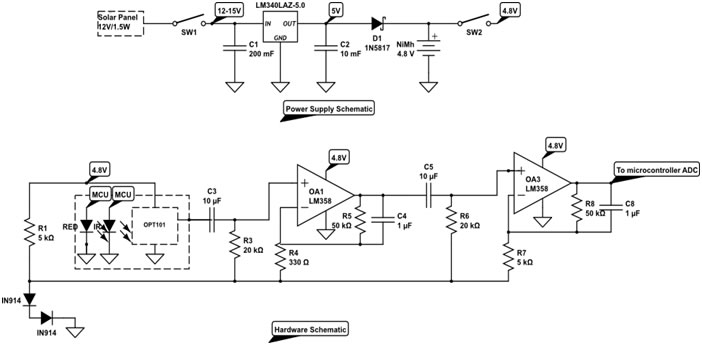 Solar Panel
12V/1.5W
SW1
12-15V
C1
200 mF
LM340LAZ-5.0
IN
OUT
GND
5V
C2
10 mF
D1
1N5817
NiMh
4.8 V
SW2
4.8V
Power Supply Schematic
4.8V
MCU
MCU
R1
5 kΩ
RED
IR
OPT101
C3
10 µF
R3
20 kΩ
4.8V
OA1
LM358
R4
330 Ω
R5
50 kΩ
C4
1 µF
C5
10 µF
R6
20 kΩ
4.8V
OA3
LM358
R7
5 kΩ
R8
50 kΩ
C8
1 µF
To microcontroller ADC
IN914
IN914
Hardware Schematic